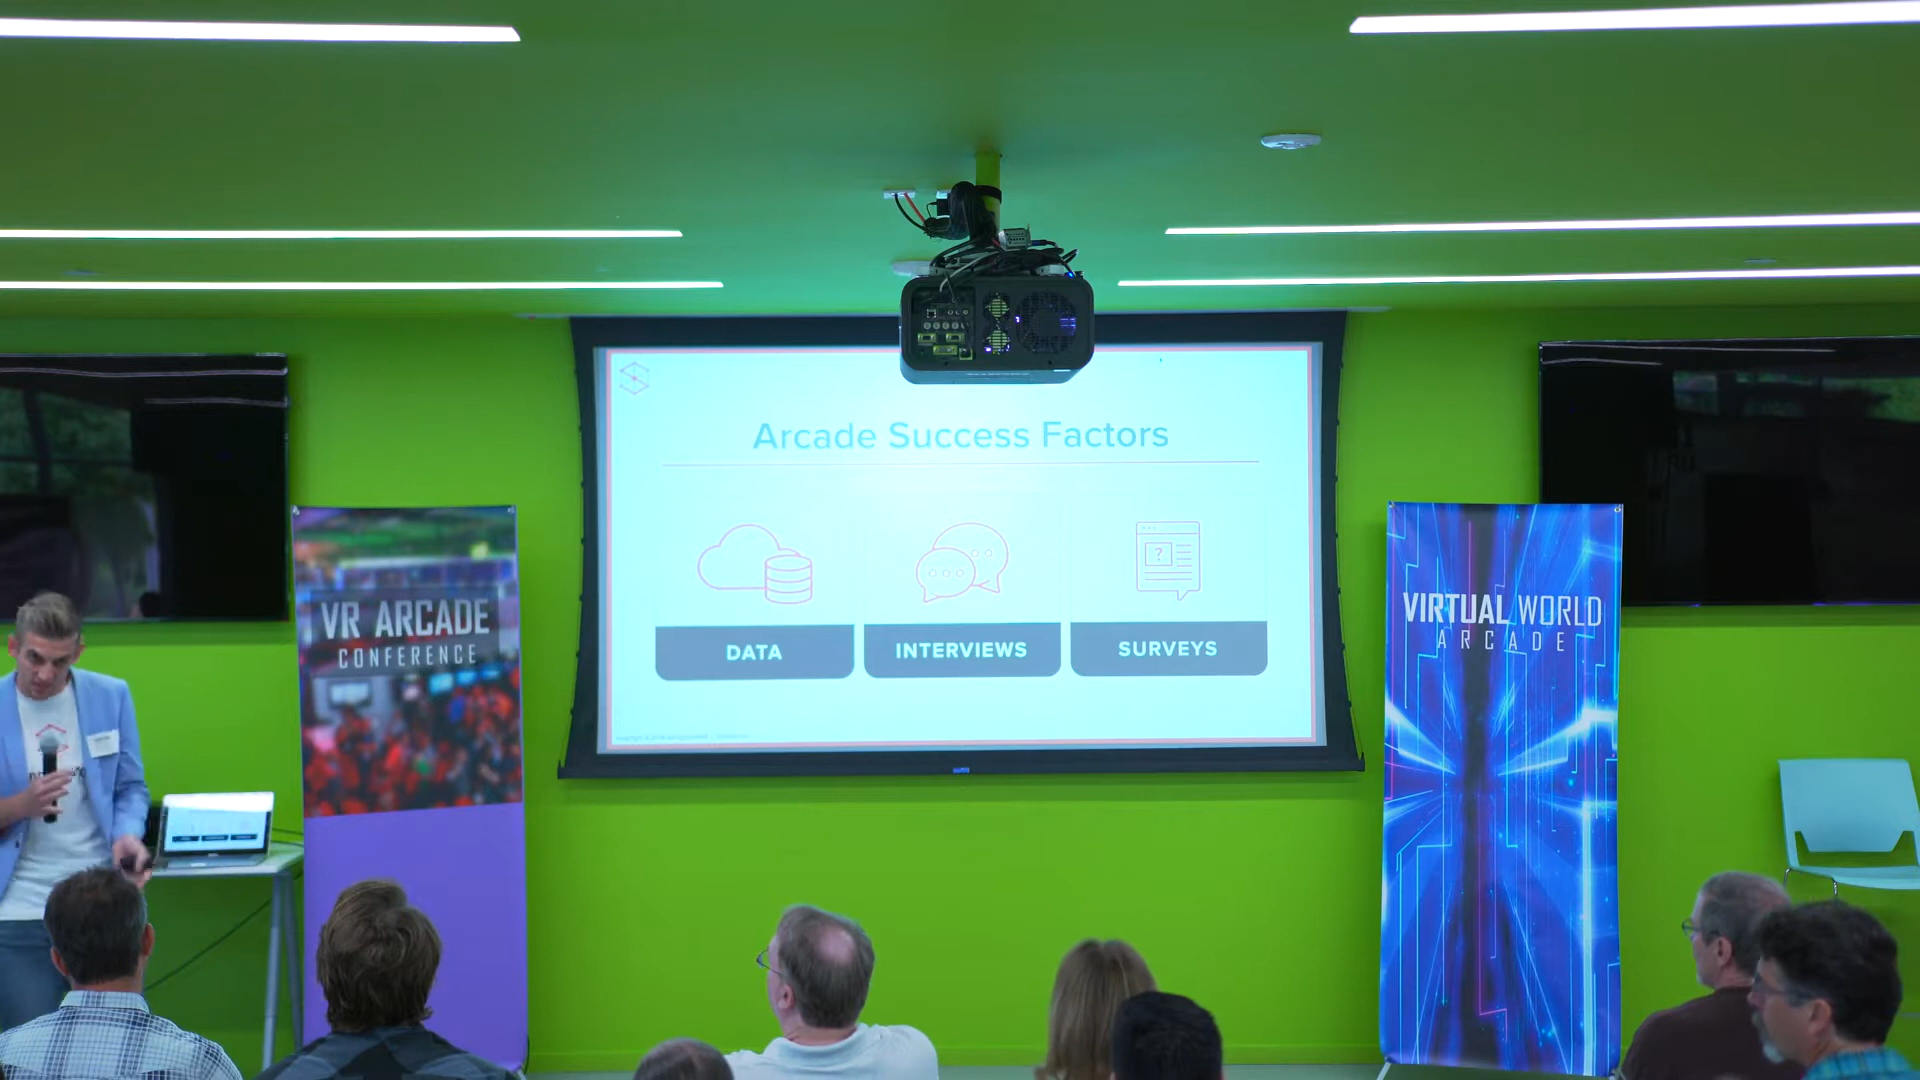 Arcade Success Factors
?
DATA
INTERVIEWS
SURVEYS
VR ARCADE
CONFERENCE
VIRTUAL WORLD
ARCADE